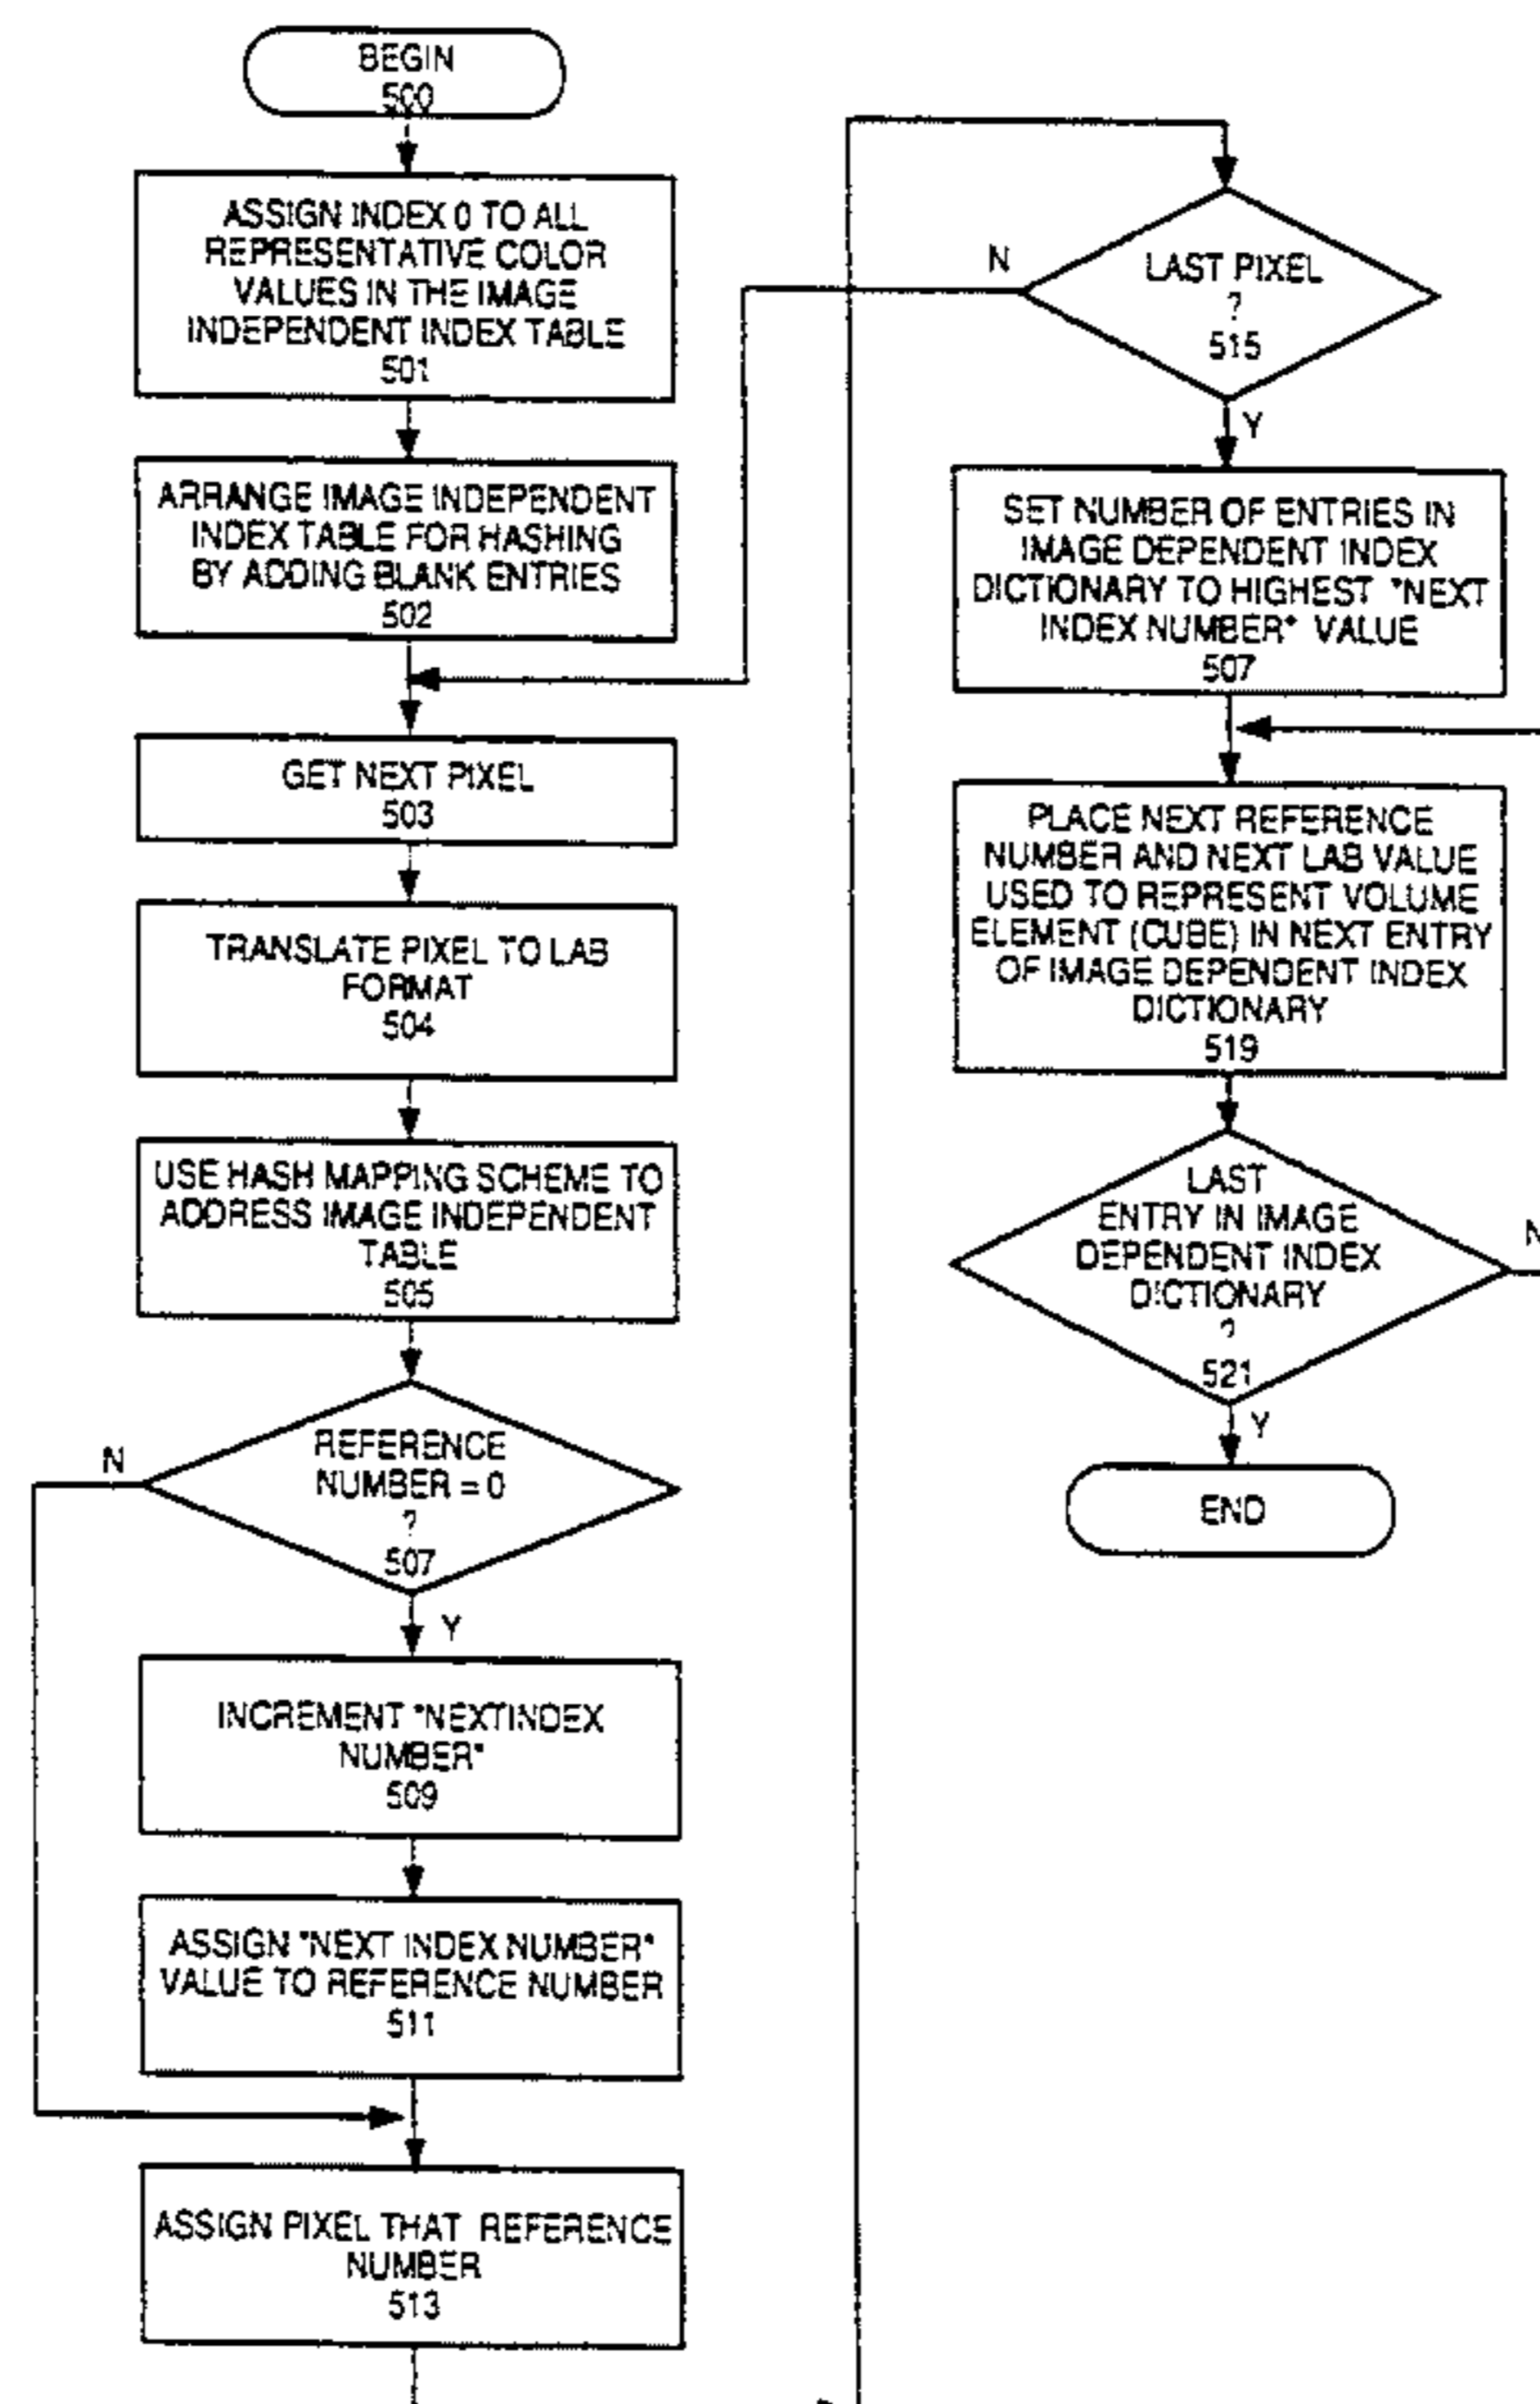 BEGIN
500
ASSIGN INDEX 0 TO ALL
REPRESENTATIVE COLOR
VALUES IN THE IMAGE
INDEPENDENT INDEX TABLE
501
ARRANGE IMAGE INDEPENDENT
INDEX TABLE FOR HASHING
BY ADDING BLANK ENTRIES
502
GET NEXT PIXEL
503
TRANSLATE PIXEL TO LAB
FORMAT
504
USE HASH MAPPING SCHEME TO
ADDRESS IMAGE INDEPENDENT
TABLE
505
REFERENCE
NUMBER = 0
?
507
N
Y
INCREMENT "NEXTINDEX
NUMBER"
509
ASSIGN "NEXT INDEX NUMBER"
VALUE TO REFERENCE NUMBER
511
ASSIGN PIXEL THAT REFERENCE
NUMBER
513
LAST PIXEL
?
515
N
Y
SET NUMBER OF ENTRIES IN
IMAGE DEPENDENT INDEX
DICTIONARY TO HIGHEST "NEXT
INDEX NUMBER" VALUE
507
PLACE NEXT REFERENCE
NUMBER AND NEXT LAB VALUE
USED TO REPRESENT VOLUME
ELEMENT (CUBE) IN NEXT ENTRY
OF IMAGE DEPENDENT INDEX
DICTIONARY
519
LAST
ENTRY IN IMAGE
DEPENDENT INDEX
DICTIONARY
?
521
N
Y
END